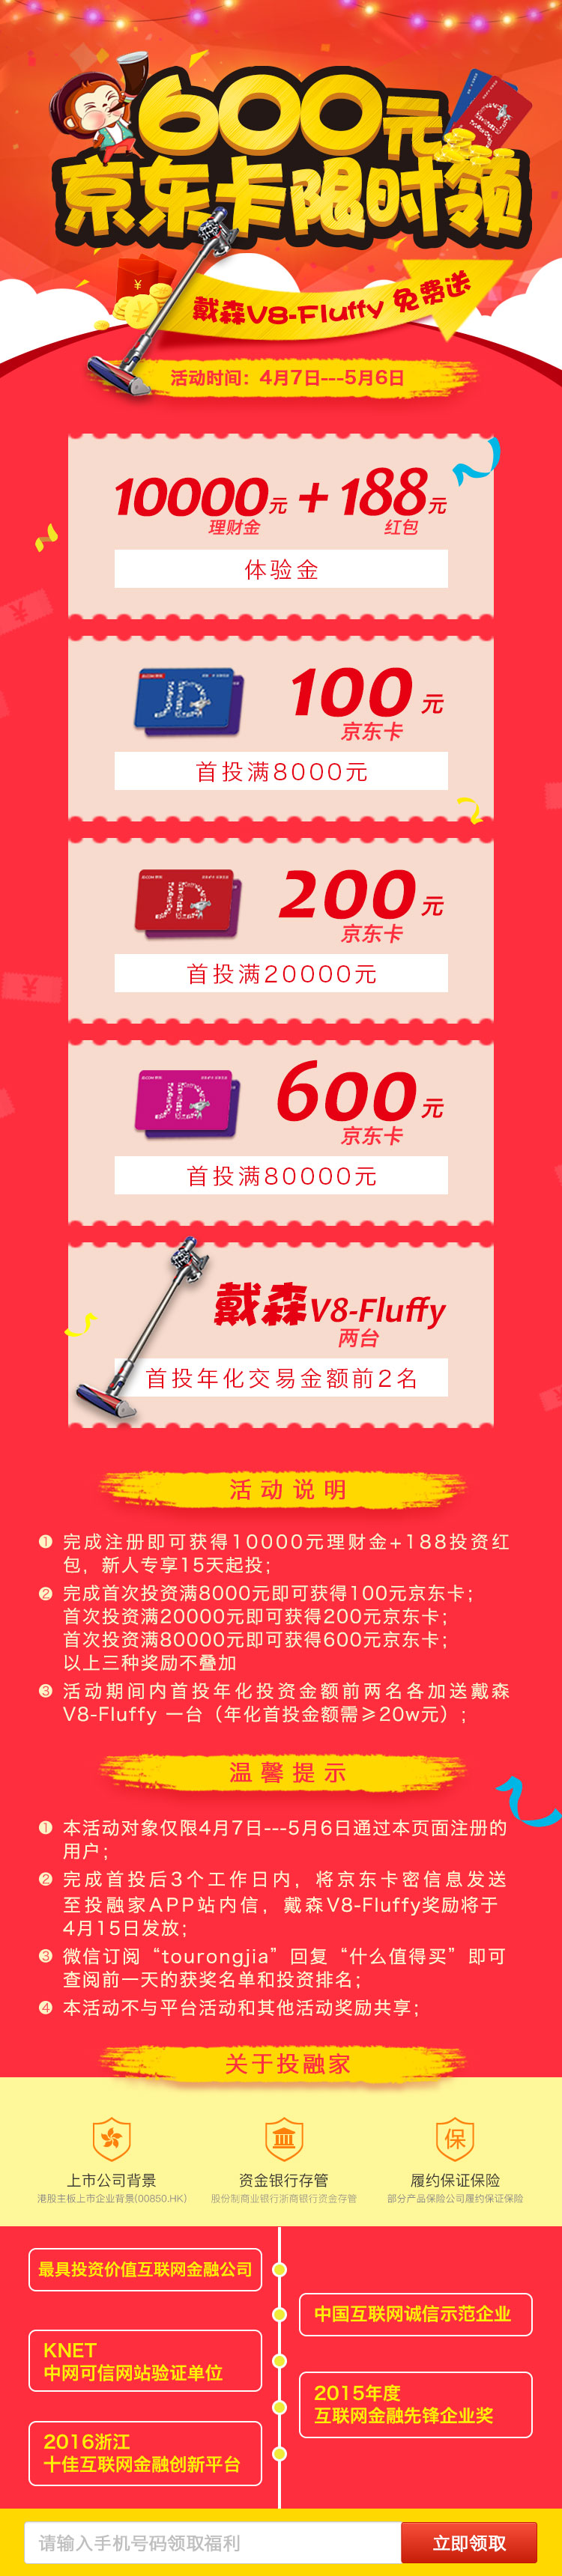 600元
京东卡限时领
戴森V8-Fluffy 免费送
活动时间：4月7日---5月6日
10000元 + 188元
理财金 红包
体验金
100元
京东卡
首投满8000元
200元
京东卡
首投满20000元
600元
京东卡
首投满80000元
戴森V8-Fluffy
两台
首投年化交易金额前2名
活动说明
❶ 完成注册即可获得10000元理财金+188投资红
包，新人专享15天起投；
❷ 完成首次投资满8000元即可获得100元京东卡；
首次投资满20000元即可获得200元京东卡；
首次投资满80000元即可获得600元京东卡；
以上三种奖励不叠加
❸ 活动期间内首投年化投资金额前两名各加送戴森
V8-Fluffy 一台（年化首投金额需≥20w元）；
温馨提示
❶ 本活动对象仅限4月7日---5月6日通过本页面注册的
用户；
❷ 完成首投后3个工作日内，将京东卡密信息发送
至投融家APP站内信，戴森V8-Fluffy奖励将于
4月15日发放；
❸ 微信订阅“tourongjia”回复“什么值得买”即可
查阅前一天的获奖名单和投资排名；
❹ 本活动不与平台活动和其他活动奖励共享；
关于投融家
保
上市公司背景 资金银行存管 履约保证保险
港股主板上市企业背景(00850.HK) 股份制商业银行浙商银行资金存管 部分产品保险公司履约保证保险
最具投资价值互联网金融公司
中国互联网诚信示范企业
KNET
中网可信网站验证单位
2015年度
互联网金融先锋企业奖
2016浙江
十佳互联网金融创新平台
请输入手机号码领取福利 立即领取